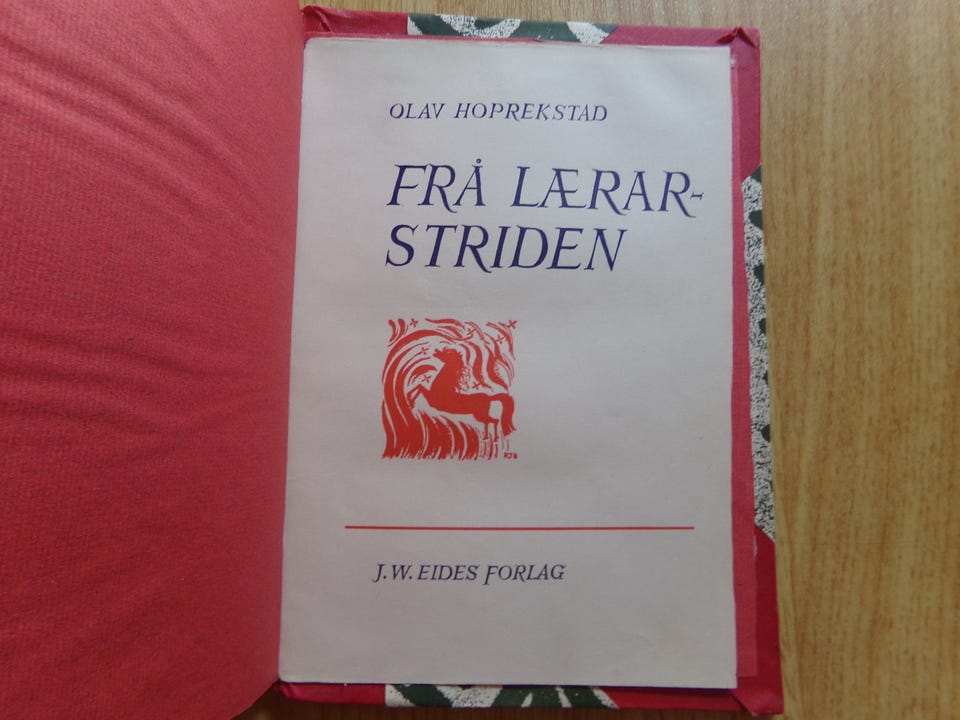 OLAV HOPREKSTAD
FRÅ LÆRAR-
STRIDEN
J.W. EIDES FORLAG